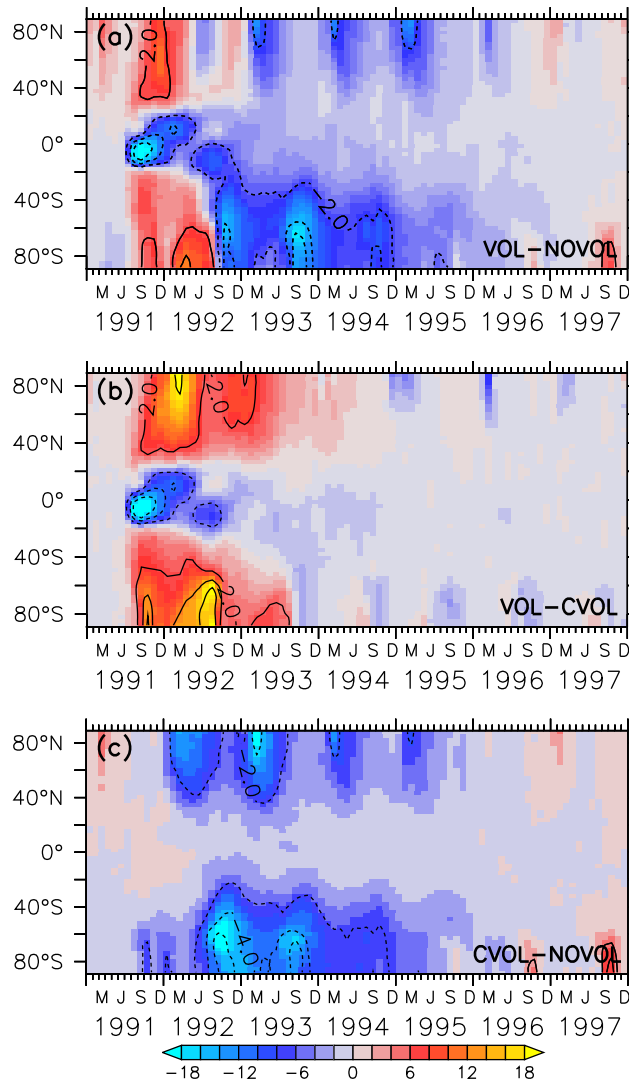 (a)
80°N
40°N
0°
40°S
80°S
2.0
-2.0
VOL-NOVOL
M J S D M J S D M J S D M J S D M J S D M J S D M J S D
1991 1992 1993 1994 1995 1996 1997
(b)
80°N
40°N
0°
40°S
80°S
2.0
2.0
2.0
VOL-CVOL
M J S D M J S D M J S D M J S D M J S D M J S D M J S D
1991 1992 1993 1994 1995 1996 1997
(c)
80°N
40°N
0°
40°S
80°S
-2.0
-4.0
CVOL-NOVOL
M J S D M J S D M J S D M J S D M J S D M J S D M J S D
1991 1992 1993 1994 1995 1996 1997
-18 -12 -6 0 6 12 18